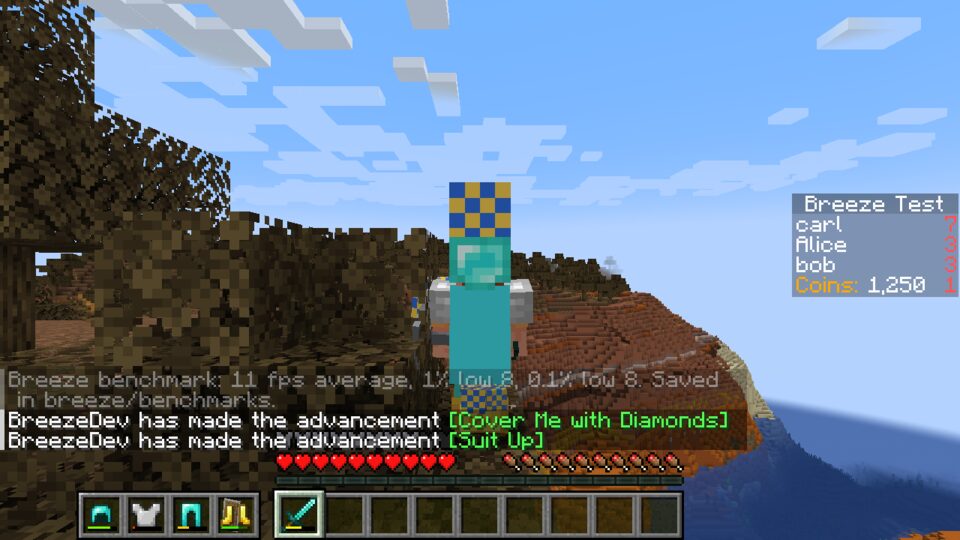 Breeze Test
carl 7
Alice 3
bob 3
Coins: 1,250 1
Breeze benchmark: 11 fps average, 1% low 8, 0.1% low 8. Saved
in breeze/benchmarks.
BreezeDev has made the advancement [Cover Me with Diamonds]
BreezeDev has made the advancement [Suit Up]